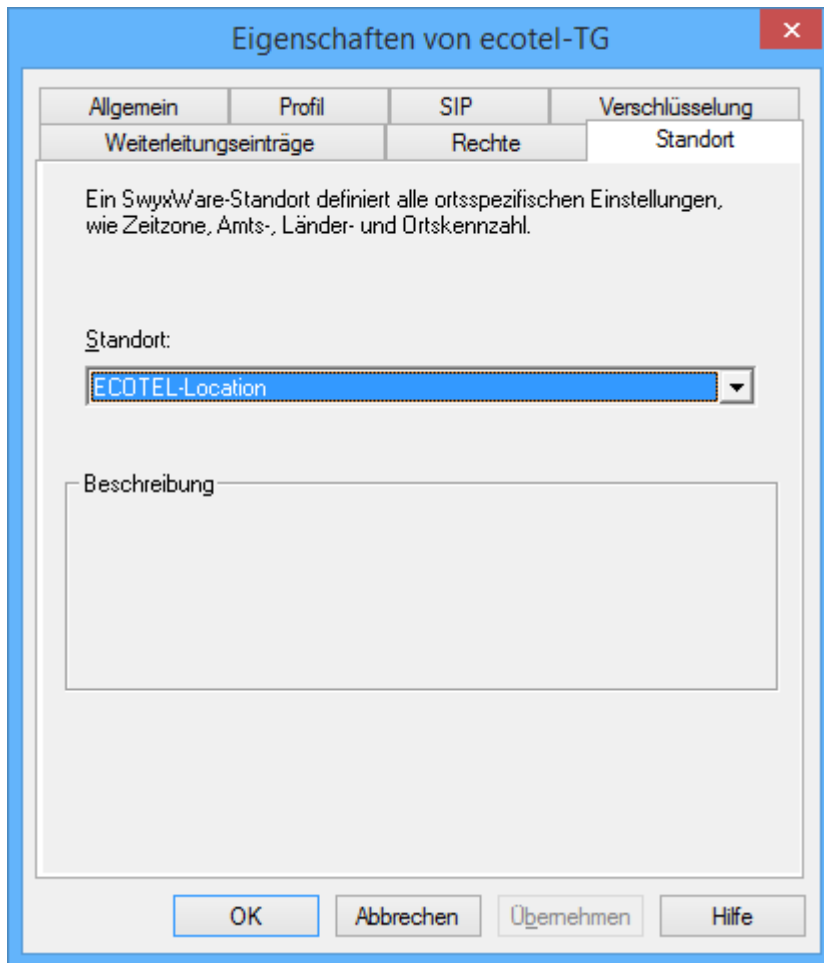 Eigenschaften von ecotel-TG
Allgemein
Profil
SIP
Verschlüsselung
Weiterleitungseinträge
Rechte
Standort
Ein SwyxWare-Standort definiert alle ortsspezifischen Einstellungen,
wie Zeitzone, Amts-, Länder- und Ortskennzahl.
Standort:
ECOTEL-Location
Beschreibung
OK
Abbrechen
Übernehmen
Hilfe